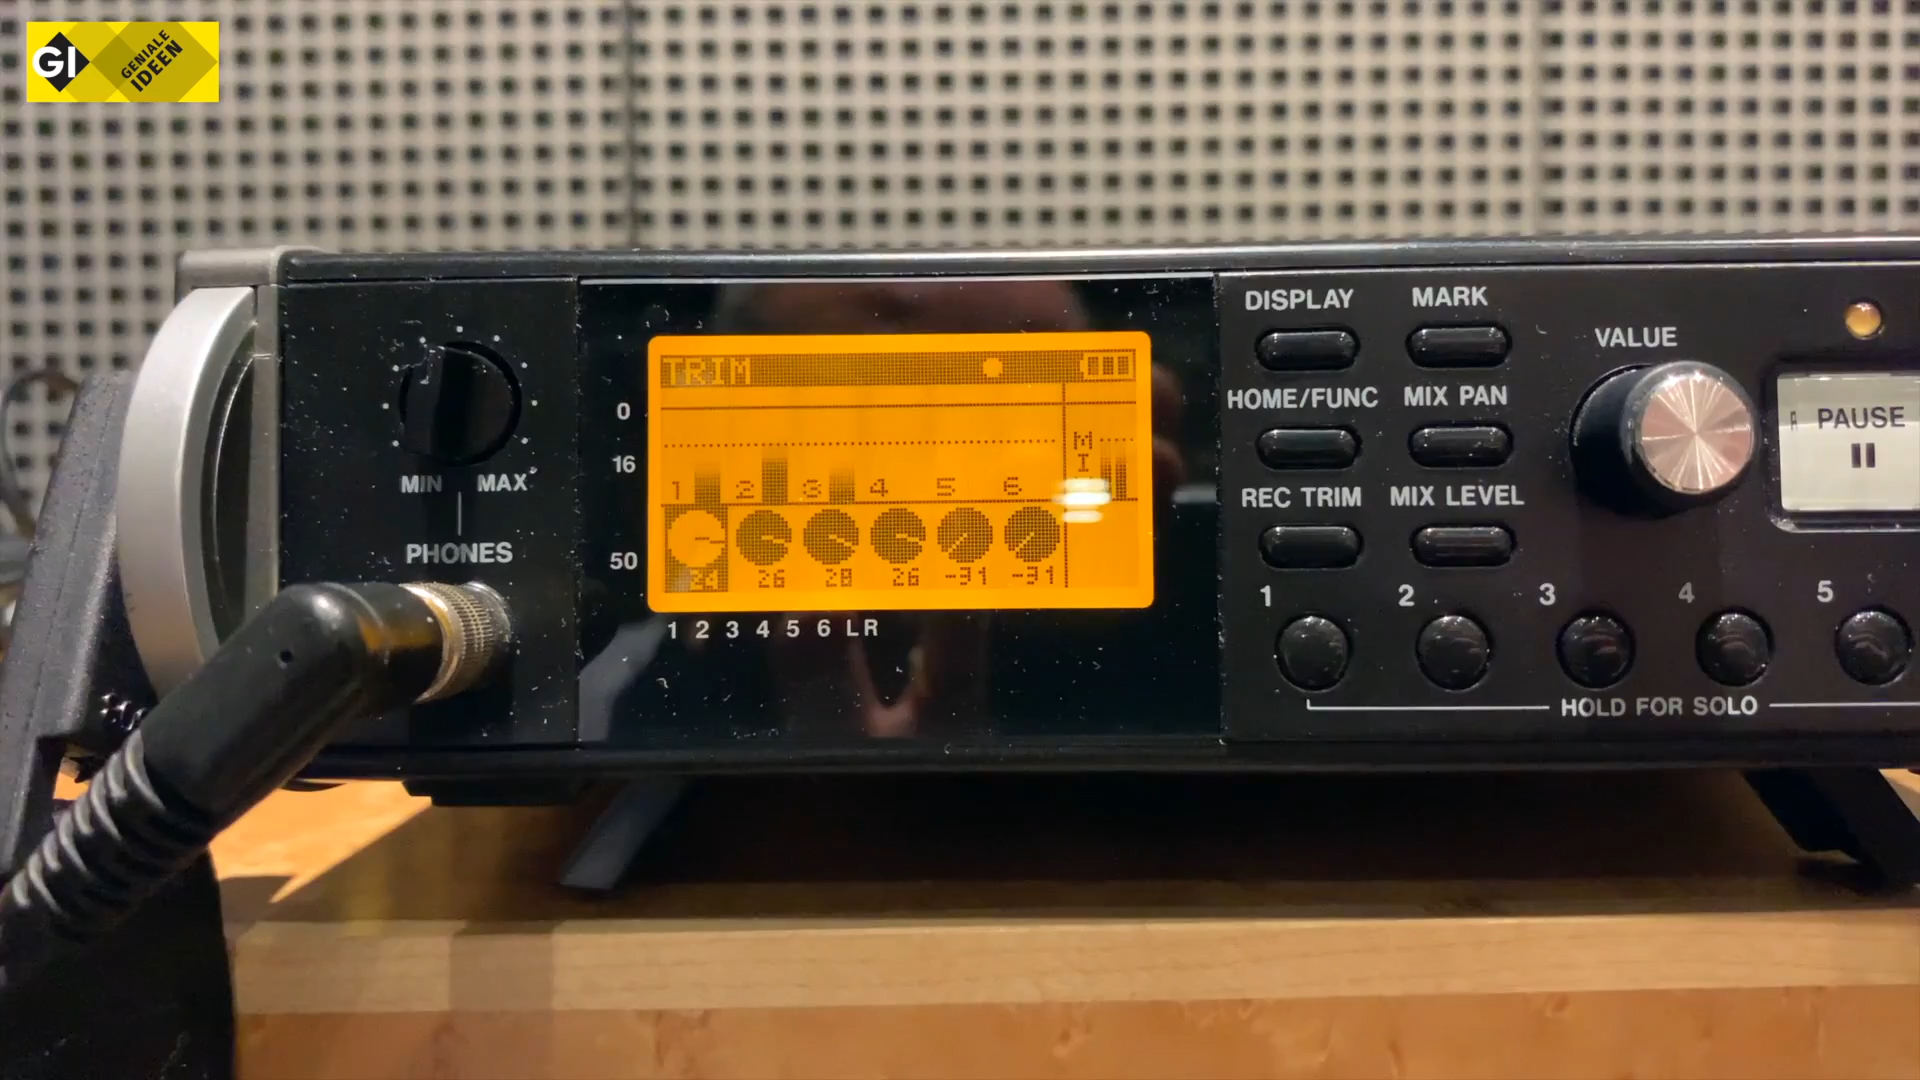 GI GENIALE
IDEEN
DISPLAY MARK
VALUE
TRIM
HOME/FUNC MIX PAN
0
PAUSE
M
16
I
MIN MAX
1 2 3 4 5 6
REC TRIM MIX LEVEL
PHONES
50
26 28 26 -31 -31
1 2 3 4 5
1 2 3 4 5 6 L R
HOLD FOR SOLO